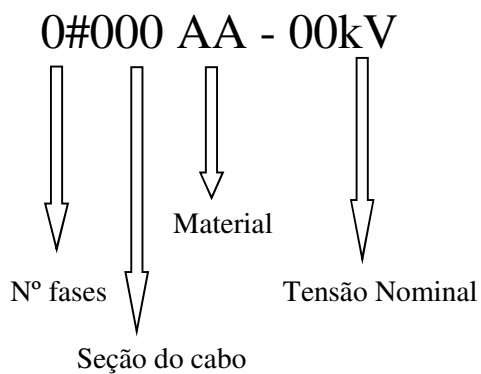 0#000 AA - 00kV
Material
Nº fases
Tensão Nominal
Seção do cabo